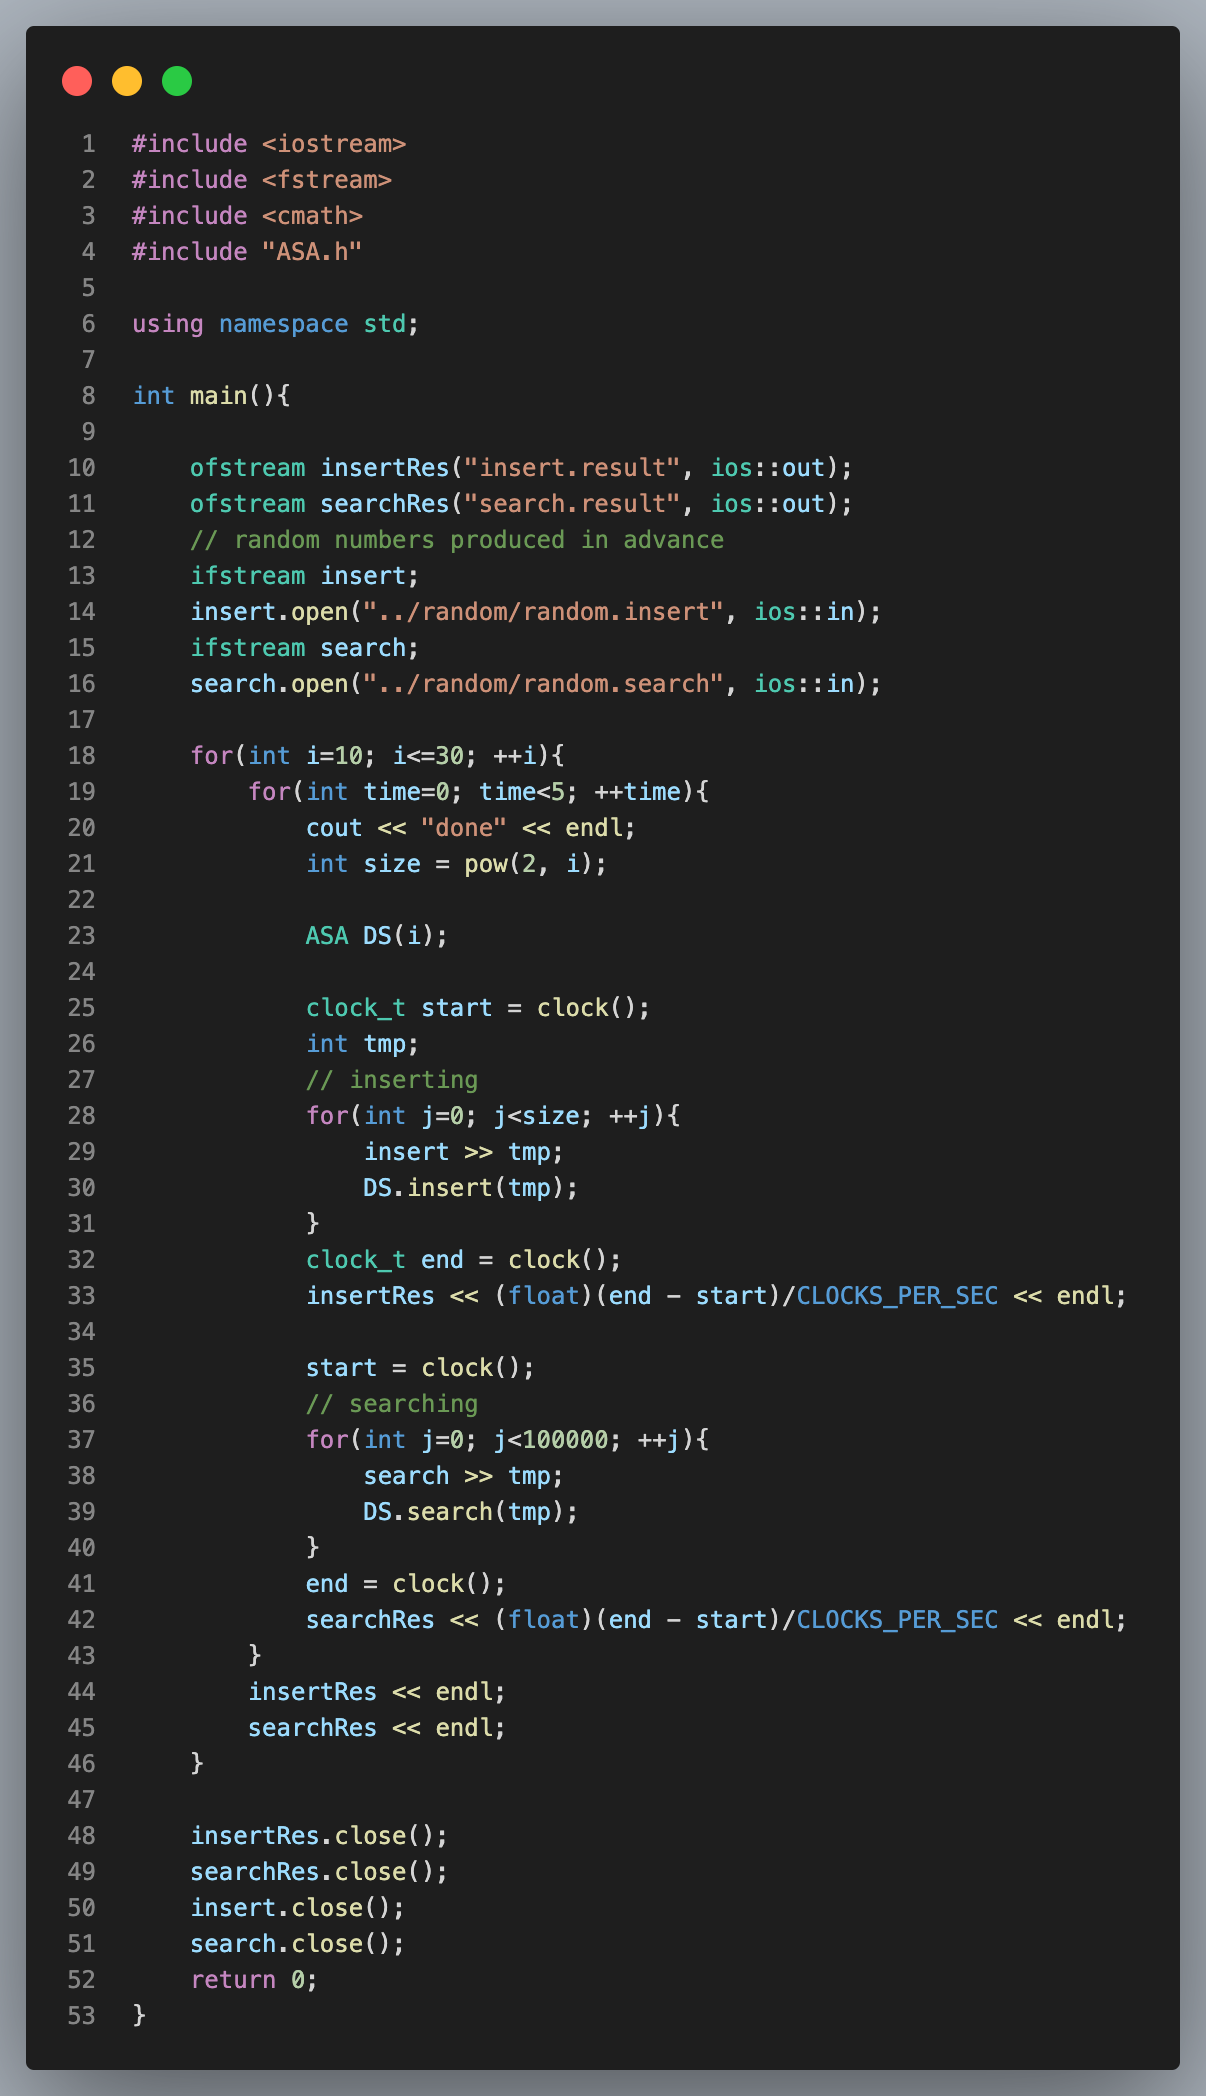 1 #include <iostream>
2 #include <fstream>
3 #include <cmath>
4 #include "ASA.h"
5
6 using namespace std;
7
8 int main(){
9
10     ofstream insertRes("insert.result", ios::out);
11     ofstream searchRes("search.result", ios::out);
12     // random numbers produced in advance
13     ifstream insert;
14     insert.open("../random/random.insert", ios::in);
15     ifstream search;
16     search.open("../random/random.search", ios::in);
17
18     for(int i=10; i<=30; ++i){
19         for(int time=0; time<5; ++time){
20             cout << "done" << endl;
21             int size = pow(2, i);
22
23             ASA DS(i);
24
25             clock_t start = clock();
26             int tmp;
27             // inserting
28             for(int j=0; j<size; ++j){
29                 insert >> tmp;
30                 DS.insert(tmp);
31             }
32             clock_t end = clock();
33             insertRes << (float)(end - start)/CLOCKS_PER_SEC << endl;
34
35             start = clock();
36             // searching
37             for(int j=0; j<100000; ++j){
38                 search >> tmp;
39                 DS.search(tmp);
40             }
41             end = clock();
42             searchRes << (float)(end - start)/CLOCKS_PER_SEC << endl;
43         }
44         insertRes << endl;
45         searchRes << endl;
46     }
47
48     insertRes.close();
49     searchRes.close();
50     insert.close();
51     search.close();
52     return 0;
53 }